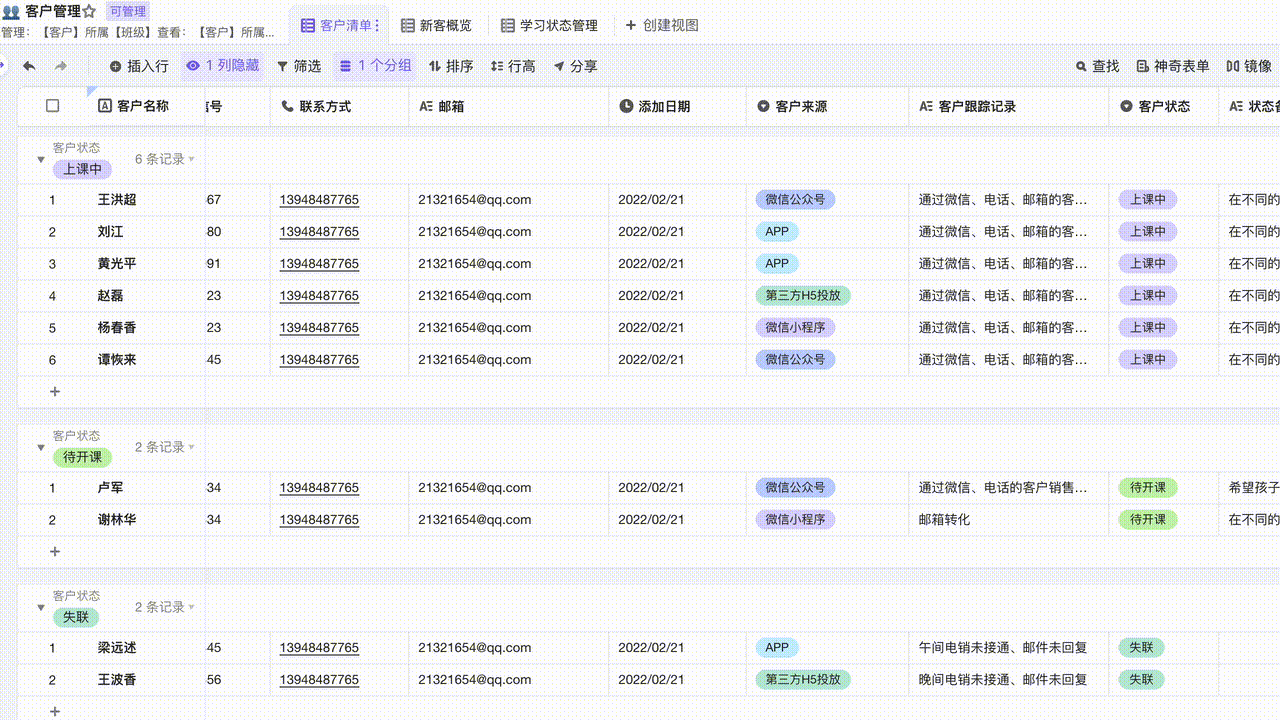 客户管理 可管理
管理：【客户】所属【班级】查看：【客户】所属...
客户清单 新客概览 学习状态管理 + 创建视图
插入行 1 列隐藏 筛选 1 个分组 排序 行高 分享 查找 神奇表单 镜像
客户名称 号 联系方式 邮箱 添加日期 客户来源 客户跟踪记录 客户状态
客户状态
上课中 6 条记录
1 王洪超 67 13948487765 21321654@qq.com 2022/02/21 微信公众号 通过微信、电话、邮箱的客... 上课中 在不同的
2 刘江 80 13948487765 21321654@qq.com 2022/02/21 APP 通过微信、电话、邮箱的客... 上课中 在不同的
3 黄光平 91 13948487765 21321654@qq.com 2022/02/21 APP 通过微信、电话、邮箱的客... 上课中 在不同的
4 赵磊 23 13948487765 21321654@qq.com 2022/02/21 第三方H5投放 通过微信、电话、邮箱的客... 上课中 在不同的
5 杨春香 23 13948487765 21321654@qq.com 2022/02/21 微信小程序 通过微信、电话、邮箱的客... 上课中 在不同的
6 谭恢来 45 13948487765 21321654@qq.com 2022/02/21 微信公众号 通过微信、电话、邮箱的客... 上课中 在不同的
+
客户状态
待开课 2 条记录
1 卢军 34 13948487765 21321654@qq.com 2022/02/21 微信公众号 通过微信、电话的客户销售... 待开课 希望孩子
2 谢林华 34 13948487765 21321654@qq.com 2022/02/21 微信小程序 邮箱转化 待开课 在不同的
+
客户状态
失联 2 条记录
1 梁远述 45 13948487765 21321654@qq.com 2022/02/21 APP 午间电销未接通、邮件未回复 失联
2 王波香 56 13948487765 21321654@qq.com 2022/02/21 第三方H5投放 晚间电销未接通、邮件未回复 失联
+